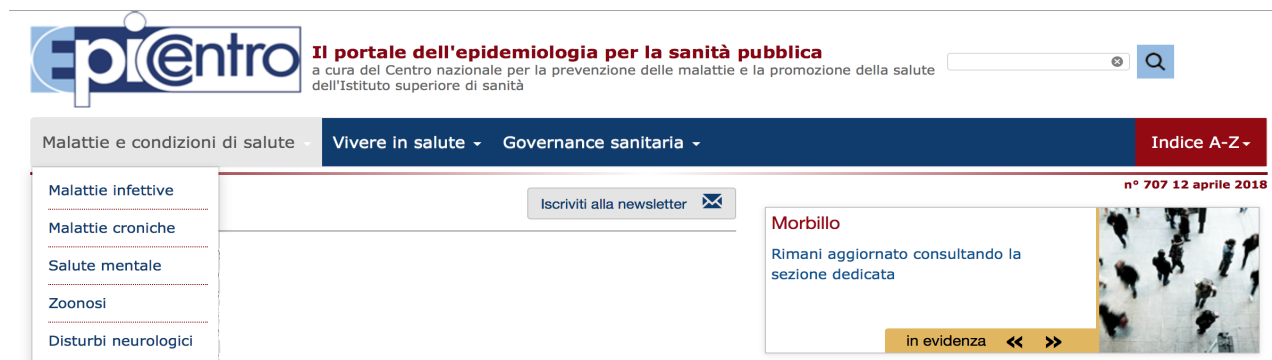 EpiCentro
Il portale dell'epidemiologia per la sanità pubblica
a cura del Centro nazionale per la prevenzione delle malattie e la promozione della salute
dell'Istituto superiore di sanità
Malattie e condizioni di salute
Vivere in salute
Governance sanitaria
Indice A-Z
Malattie infettive
Malattie croniche
Salute mentale
Zoonosi
Disturbi neurologici
Iscriviti alla newsletter
n° 707 12 aprile 2018
Morbillo
Rimani aggiornato consultando la
sezione dedicata
in evidenza